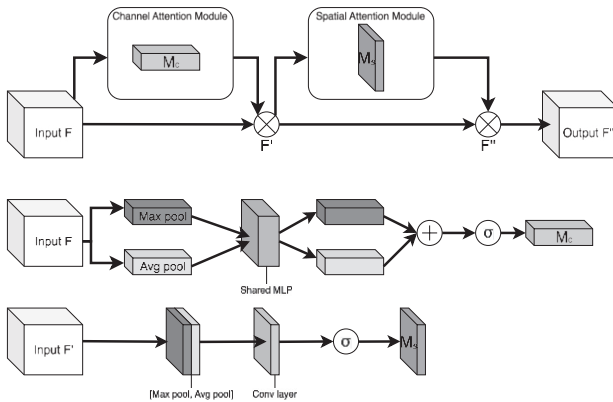 Channel Attention Module
Spatial Attention Module
Mc
Ms
Input F
F'
F"
Output F"
Input F
Max pool
Avg pool
Shared MLP
+
σ
Mc
Input F'
[Max pool, Avg pool]
Conv layer
σ
Ms